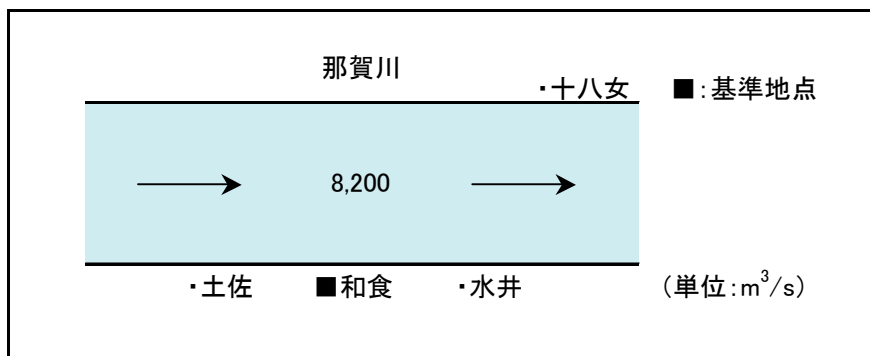 那賀川
・十八女
■:基準地点
8,200
・土佐
■和食
・水井
(単位:m³/s)